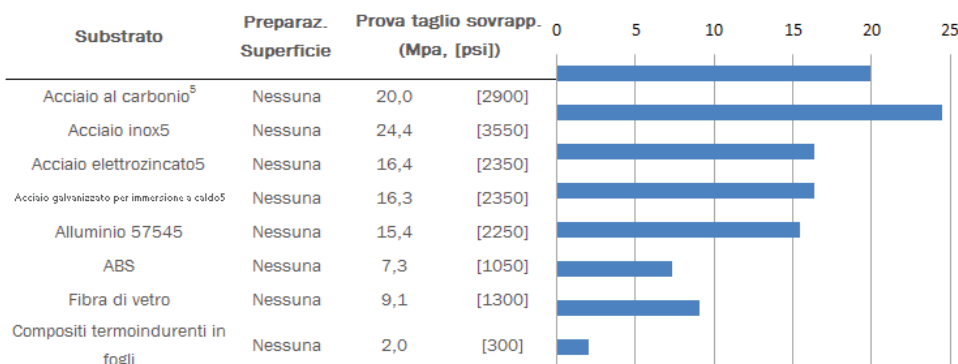 Substrato Preparaz. Superficie Prova taglio sovrapp. (Mpa, [psi]) 0 5 10 15 20 25
Acciaio al carbonio5 Nessuna 20,0 [2900]
Acciaio inox5 Nessuna 24,4 [3550]
Acciaio elettrozincato5 Nessuna 16,4 [2350]
Acciaio galvanizzato per immersione a caldo5 Nessuna 16,3 [2350]
Alluminio 57545 Nessuna 15,4 [2250]
ABS Nessuna 7,3 [1050]
Fibra di vetro Nessuna 9,1 [1300]
Compositi termoindurenti in
fogli Nessuna 2,0 [300]